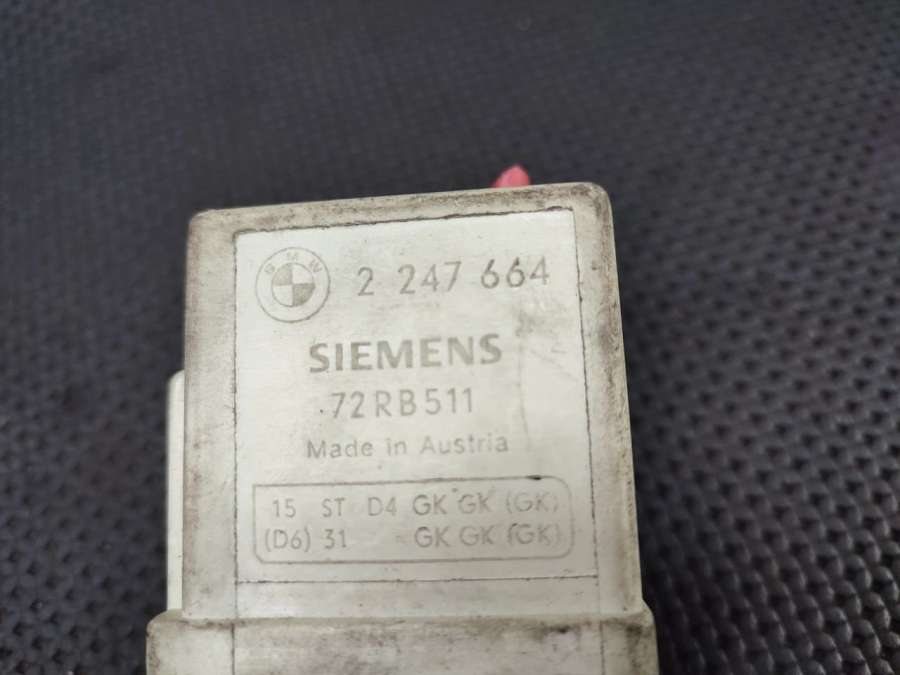 BMW 2 247 664
SIEMENS
72RB511
Made in Austria
15 ST D4 GK GK (GK)
(D6) 31 GK GK (GK)